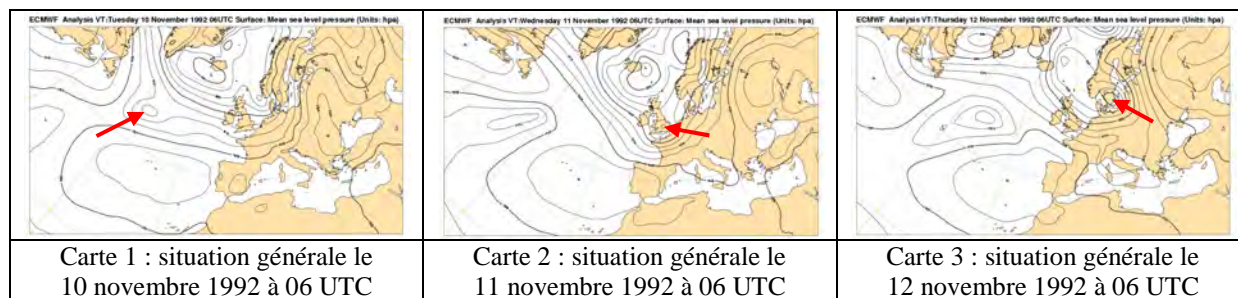 ECMWF Analysis VT:Tuesday 10 November 1992 06UTC Surface: Mean sea level pressure (Units: hpa)
ECMWF Analysis VT:Wednesday 11 November 1992 06UTC Surface: Mean sea level pressure (Units: hpa)
ECMWF Analysis VT:Thursday 12 November 1992 06UTC Surface: Mean sea level pressure (Units: hpa)
Carte 1 : situation générale le
10 novembre 1992 à 06 UTC
Carte 2 : situation générale le
11 novembre 1992 à 06 UTC
Carte 3 : situation générale le
12 novembre 1992 à 06 UTC